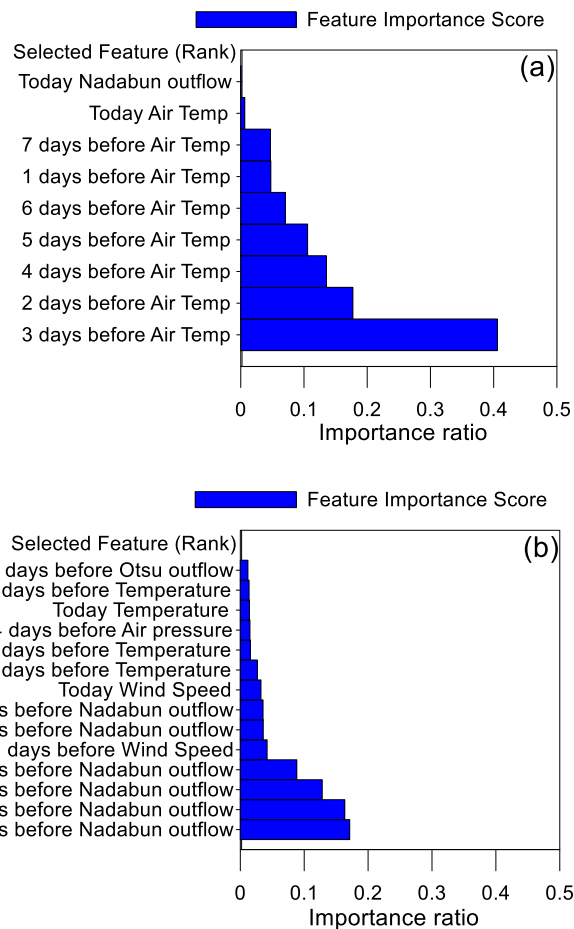 Feature Importance Score
Selected Feature (Rank)
(a)
Today Nadabun outflow
Today Air Temp
7 days before Air Temp
1 days before Air Temp
6 days before Air Temp
5 days before Air Temp
4 days before Air Temp
2 days before Air Temp
3 days before Air Temp
0 0.1 0.2 0.3 0.4 0.5
Importance ratio
Feature Importance Score
Selected Feature (Rank)
(b)
days before Otsu outflow
days before Temperature
Today Temperature
days before Air pressure
days before Temperature
days before Temperature
Today Wind Speed
s before Nadabun outflow
s before Nadabun outflow
days before Wind Speed
s before Nadabun outflow
s before Nadabun outflow
s before Nadabun outflow
s before Nadabun outflow
0 0.1 0.2 0.3 0.4 0.5
Importance ratio